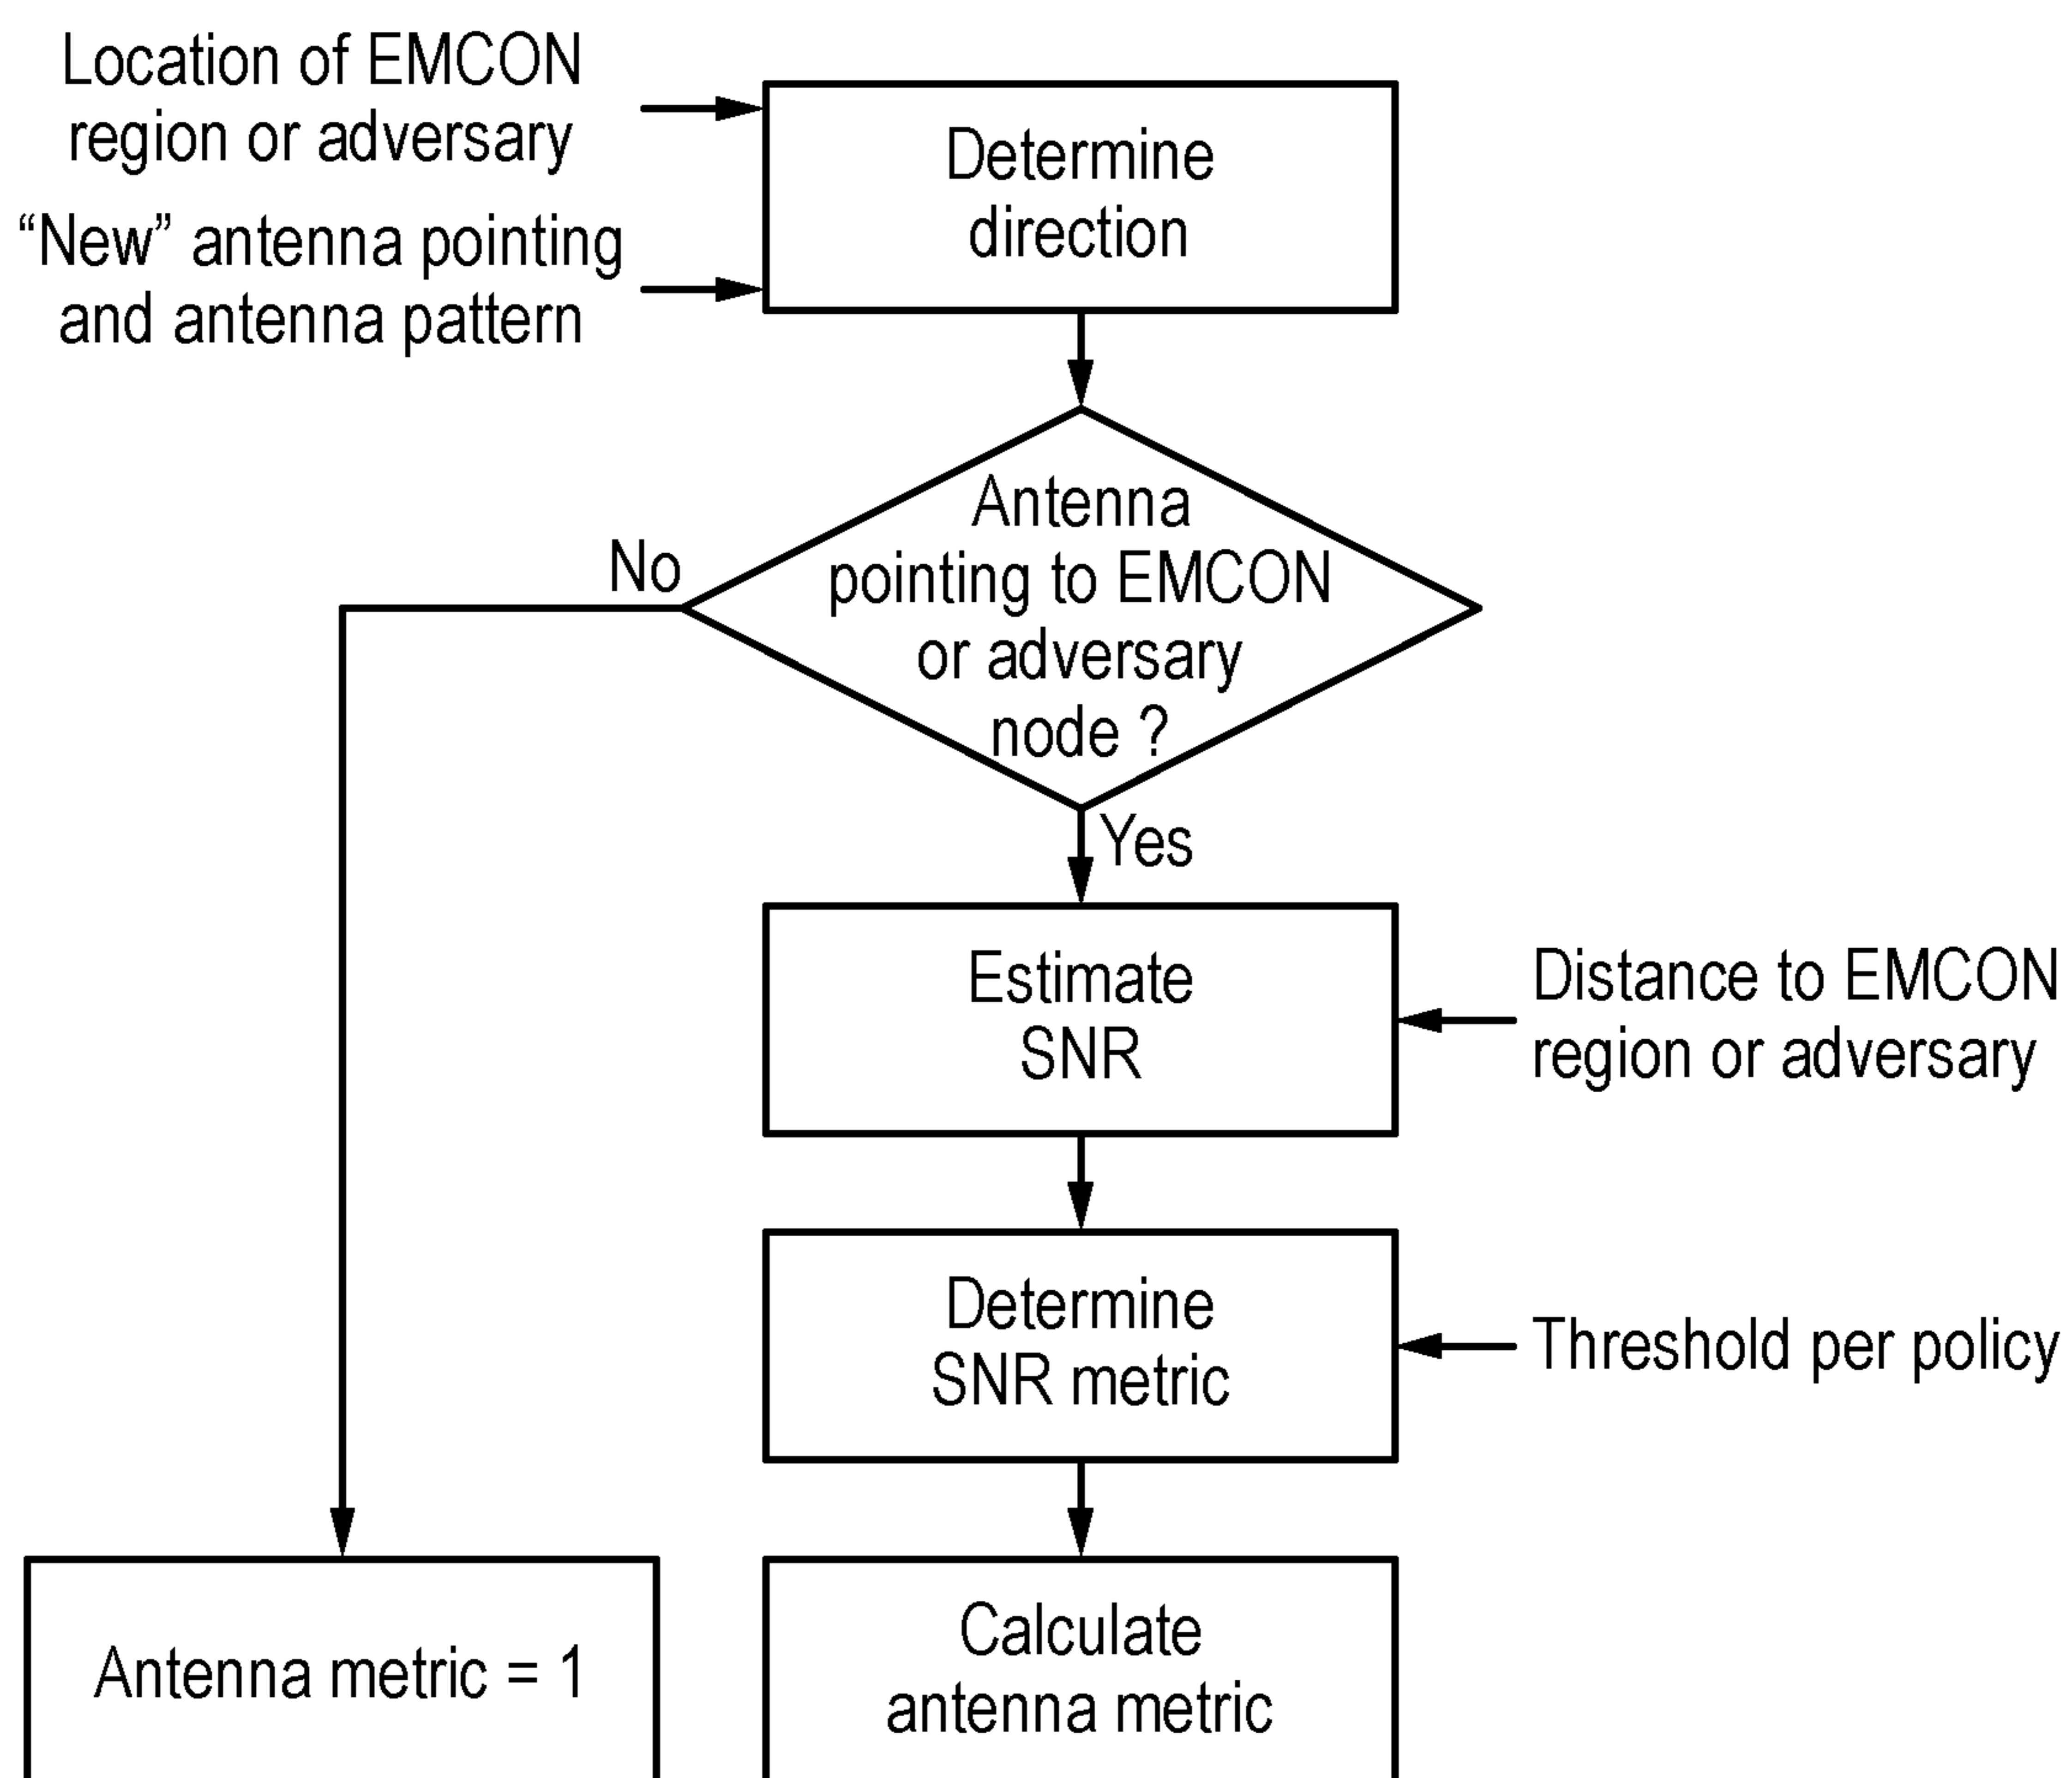 Location of EMCON
region or adversary
“New” antenna pointing
and antenna pattern
Determine
direction
Antenna
pointing to EMCON
or adversary
node ?
No
Yes
Estimate
SNR
Distance to EMCON
region or adversary
Determine
SNR metric
Threshold per policy
Antenna metric = 1
Calculate
antenna metric